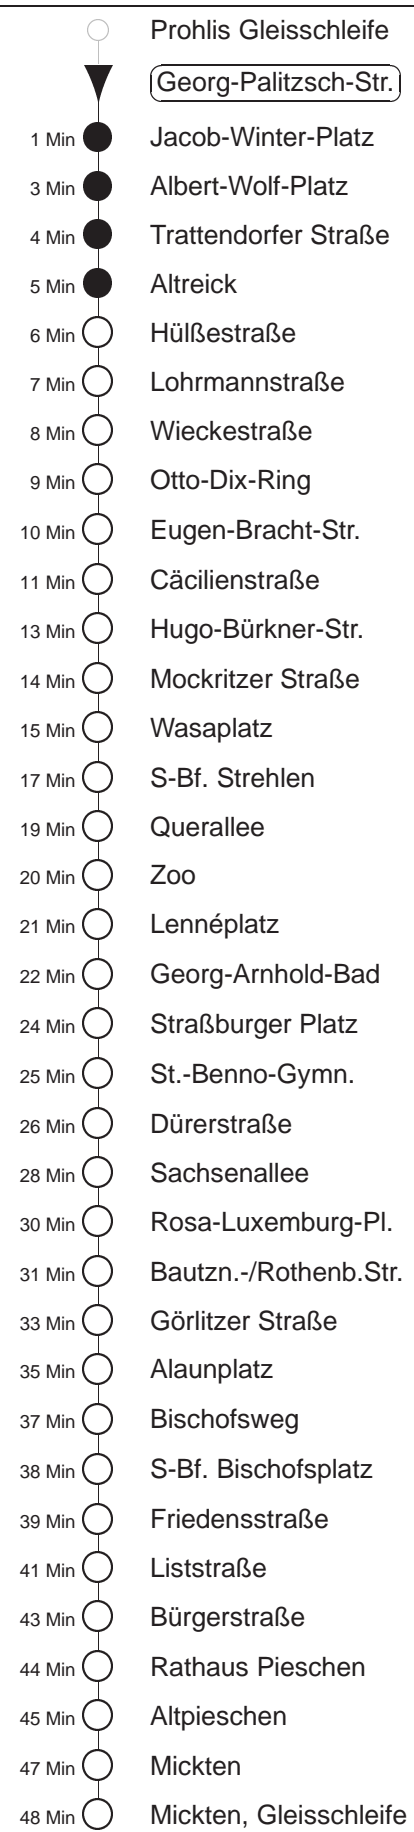 Prohlis Gleisschleife
Georg-Palitzsch-Str.
1 Min Jacob-Winter-Platz
3 Min Albert-Wolf-Platz
4 Min Trattendorfer Straße
5 Min Altreick
6 Min Hülßestraße
7 Min Lohrmannstraße
8 Min Wieckestraße
9 Min Otto-Dix-Ring
10 Min Eugen-Bracht-Str.
11 Min Cäcilienstraße
13 Min Hugo-Bürkner-Str.
14 Min Mockritzer Straße
15 Min Wasaplatz
17 Min S-Bf. Strehlen
19 Min Querallee
20 Min Zoo
21 Min Lennéplatz
22 Min Georg-Arnhold-Bad
24 Min Straßburger Platz
25 Min St.-Benno-Gymn.
26 Min Dürerstraße
28 Min Sachsenallee
30 Min Rosa-Luxemburg-Pl.
31 Min Bautzn.-/Rothenb.Str.
33 Min Görlitzer Straße
35 Min Alaunplatz
37 Min Bischofsweg
38 Min S-Bf. Bischofsplatz
39 Min Friedensstraße
41 Min Liststraße
43 Min Bürgerstraße
44 Min Rathaus Pieschen
45 Min Altpieschen
47 Min Mickten
48 Min Mickten, Gleisschleife